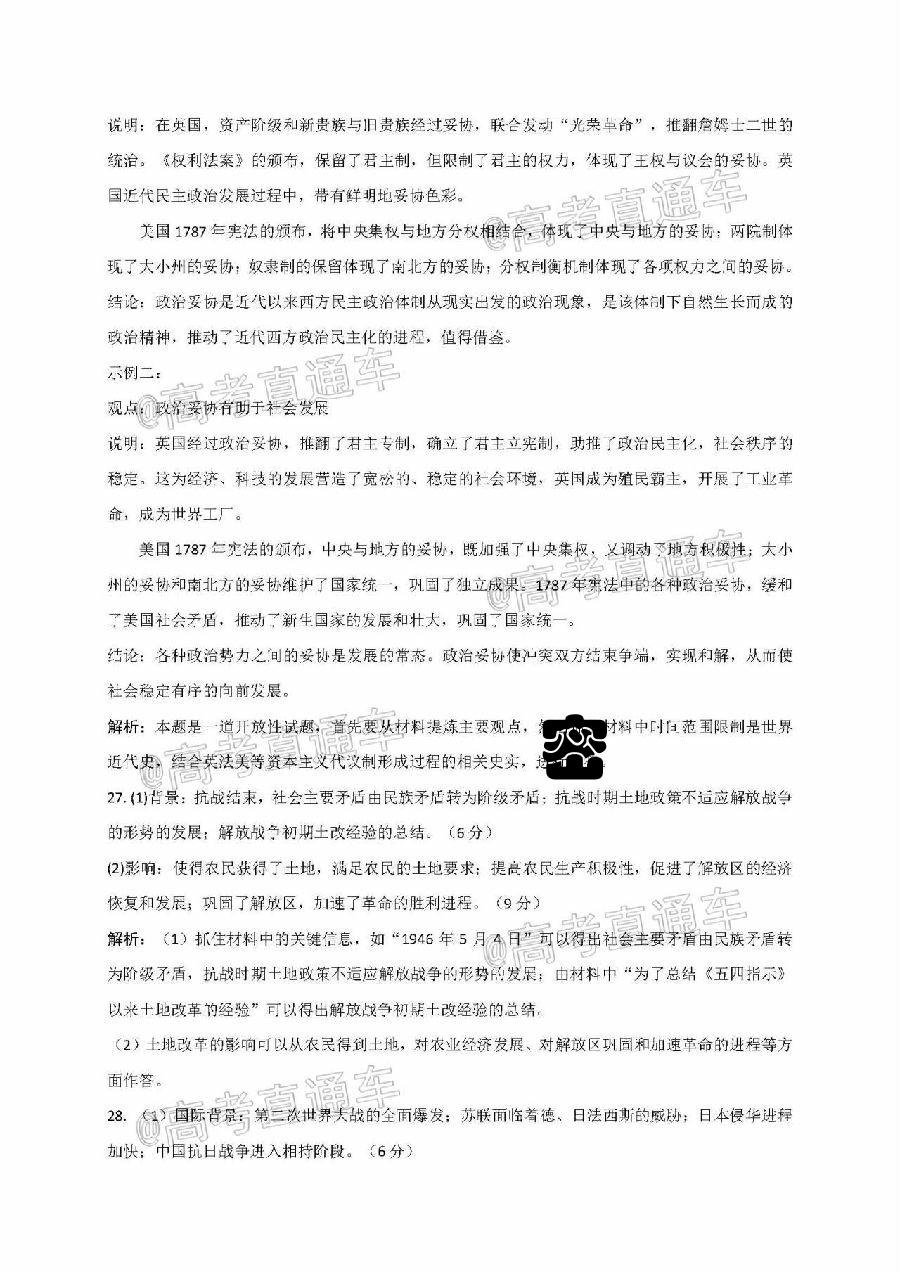 说明：在英国，资产阶级和新贵族与旧贵族经过妥协，联合发动“光荣革命”，推翻詹姆士二世的
统治。《权利法案》的颁布，保留了君主制，但限制了君主的权力，体现了王权与议会的妥协。英
国近代民主政治发展过程中，带有鲜明地妥协色彩。
美国 1787 年宪法的颁布，将中央集权与地方分权相结合，体现了中央与地方的妥协；两院制体
现了大小州的妥协；奴隶制的保留体现了南北方的妥协；分权制衡机制体现了各项权力之间的妥协。
结论：政治妥协是近代以来西方民主政治体制从现实出发的政治现象，是该体制下自然生长而成的
政治精神，推动了近代西方政治民主化的进程，值得借鉴。
示例二：
观点：政治妥协有助于社会发展
说明：英国经过政治妥协，推翻了君主专制，确立了君主立宪制，助推了政治民主化，社会秩序的
稳定。这为经济、科技的发展营造了宽松的、稳定的社会环境，英国成为殖民霸主，开展了工业革
命，成为世界工厂。
美国 1787 年宪法的颁布，中央与地方的妥协，既加强了中央集权，又调动了地方积极性；大小
州的妥协和南北方的妥协维护了国家统一，巩固了独立成果。1787 年宪法中的各种政治妥协，缓和
了美国社会矛盾，推动了新生国家的发展和壮大，巩固了国家统一。
结论：各种政治势力之间的妥协是发展的常态。政治妥协使冲突双方结束争端，实现和解，从而使
社会稳定有序的向前发展。
解析：本题是一道开放性试题，首先要从材料提炼主要观点，材料中时间范围限制是世界
近代史，结合英法美等资本主义代议制形成过程的相关史实，
27. (1)背景：抗战结束，社会主要矛盾由民族矛盾转为阶级矛盾；抗战时期土地政策不适应解放战争
的形势的发展；解放战争初期土改经验的总结。（6 分）
(2)影响：使得农民获得了土地，满足农民的土地要求；提高农民生产积极性，促进了解放区的经济
恢复和发展；巩固了解放区，加速了革命的胜利进程。（9 分）
解析：（1）抓住材料中的关键信息，如“1946 年 5 月 4 日”可以得出社会主要矛盾由民族矛盾转
为阶级矛盾，抗战时期土地政策不适应解放战争的形势的发展；由材料中“为了总结《五四指示》
以来土地改革的经验”可以得出解放战争初期土改经验的总结。
（2）土地改革的影响可以从农民得到土地，对农业经济发展、对解放区巩固和加速革命的进程等方
面作答。
28. （1）国际背景：第二次世界大战的全面爆发；苏联面临着德、日法西斯的威胁；日本侵华进程
加快；中国抗日战争进入相持阶段。（6 分）
@高考直通车
@高考直通车
@高考直通车
@高考直通车
@高考直通车
@高考直通车